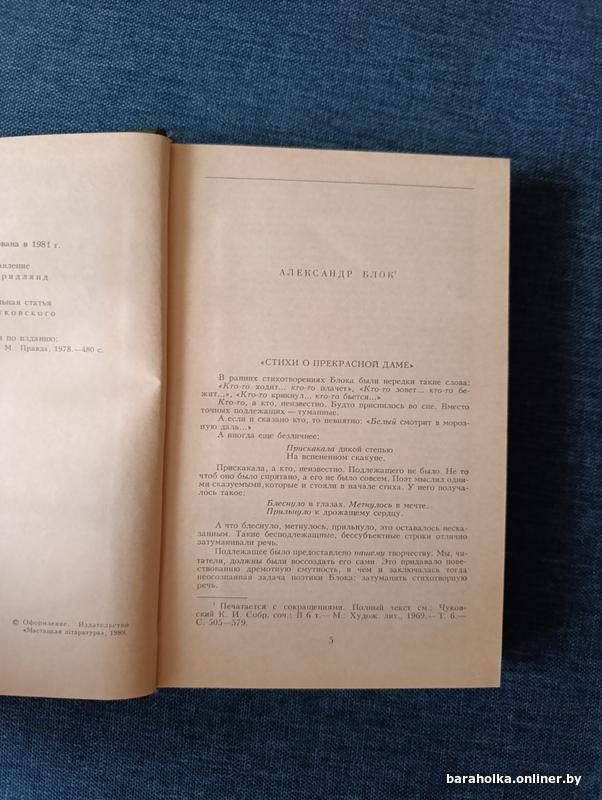 ована в 1981 г.
авление
ридлянд
льная статья
уковского
я по изданию:
М.: Правда, 1978.—480 с.
© Оформление. Издательство
«Мастацкая літаратура», 1989.
АЛЕКСАНДР БЛОК¹
«СТИХИ О ПРЕКРАСНОЙ ДАМЕ»
В ранних стихотворениях Блока были нередки такие слова:
«Кто-то ходит... кто-то плачет», «Кто-то зовет... кто-то бе-
жит...», «Кто-то крикнул... кто-то бьется...»
Кто-то, а кто, неизвестно. Будто приснилось во сне. Вместо
точных подлежащих — туманные.
А если и сказано кто, то невнятно: «Белый смотрит в мороз-
ную даль...»
А иногда еще безличнее:
Прискакала дикой степью
На вспененном скакуне.
Прискакала, а кто, неизвестно. Подлежащего не было. Не то
чтоб оно было спрятано, а его не было совсем. Поэт мыслил одни-
ми сказуемыми, которые и стояли в начале стиха. У него получа-
лось такое:
Блеснуло в глазах. Метнулось в мечте.
Прильнуло к дрожащему сердцу.
А что блеснуло, метнулось, прильнуло, это оставалось неска-
занным. Такие бесподлежащные, бессубъектные строки отлично
затуманивали речь.
Подлежащее было предоставлено нашему творчеству. Мы, чи-
татели, должны были воссоздать его сами. Это придавало пове-
ствованию дремотную смутность, в чем и заключалась тогда
неосознанная задача поэтики Блока: затуманить стихотворную
речь.
¹ Печатается с сокращениями. Полный текст см.: Чуков-
ский К. И. Собр. соч.: В 6 т.— М.: Худож. лит., 1969.— Т. 6.—
С. 505—579.
5
baraholka.onliner.by